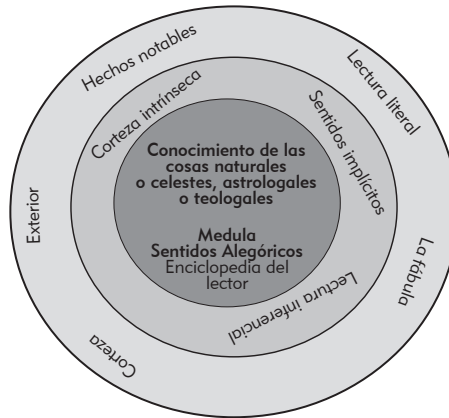 Hechos notables
Lectura literal
Exterior
La fábula
Corteza
Corteza intrínseca
Sentidos implícitos
Lectura inferencial
Conocimiento de las
cosas naturales
o celestes, astrologales
o teologales
Medula
Sentidos Alegóricos
Enciclopedia del
lector